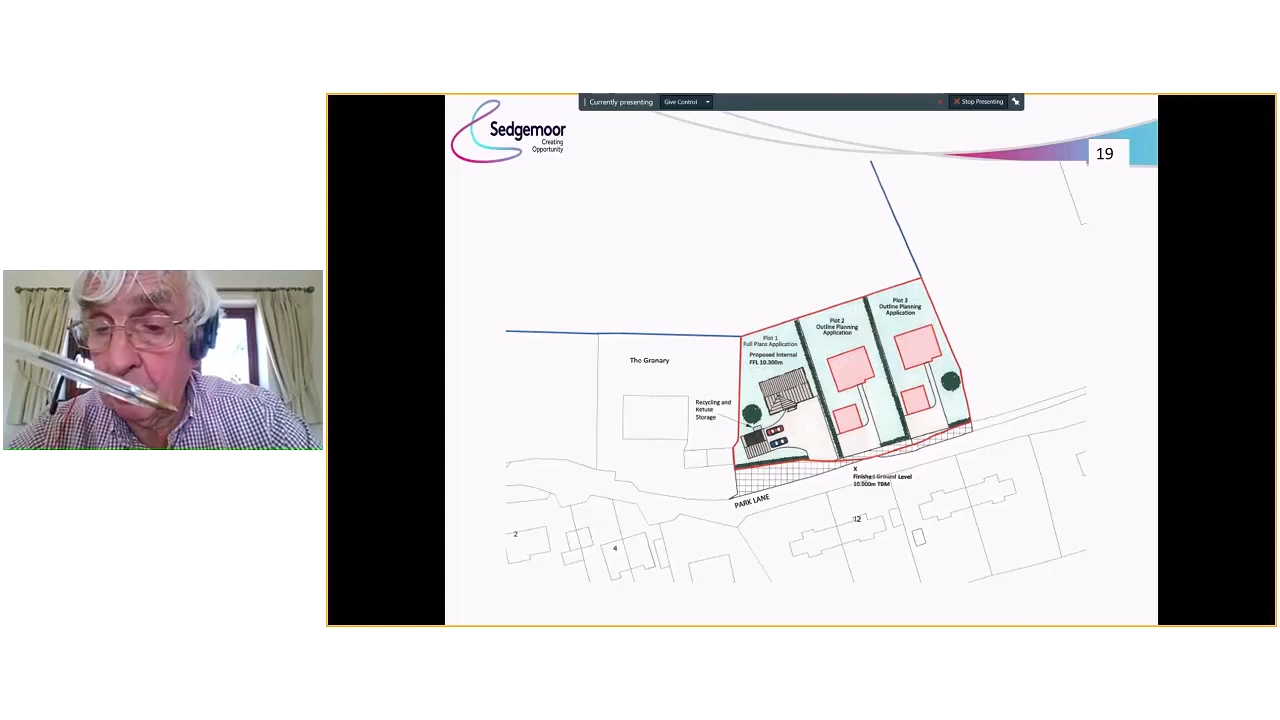 Currently presenting
Give Control
Stop Presenting
Sedgemoor
Creating
Opportunity
19
Plot 3
Outline Planning
Application
Plot 2
Outline Planning
Application
Plot 1
Full Plans Application
Proposed Internal
FFL 10.300m
The Granary
Recycling and
Refuse
Storage
X
Finished Ground Level
10.000m TBM
PARK LANE
12
2
4